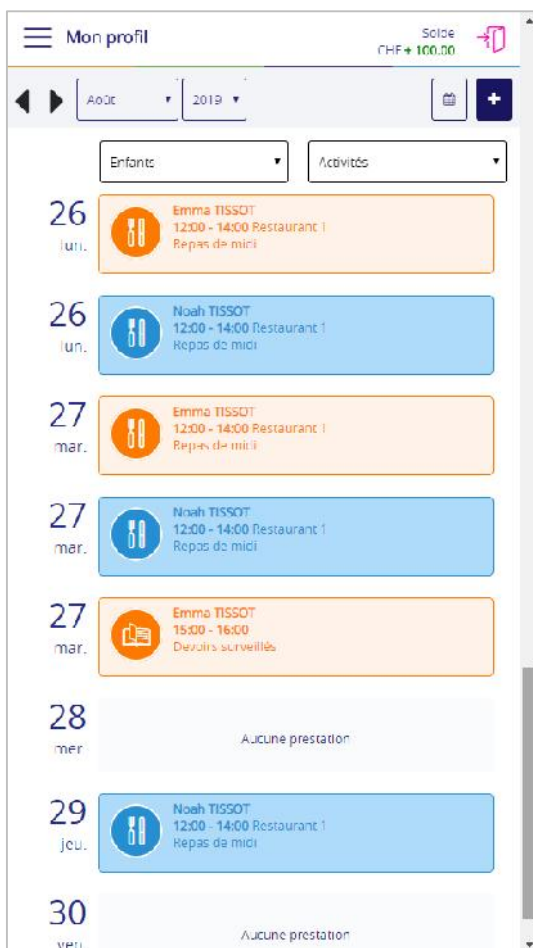 Mon profil
Solde
CHF + 100.00
Août
2019
Enfants
Activités
26
lun.
Emma TISSOT
12:00 - 14:00 Restaurant 1
Repas de midi
26
lun.
Noah TISSOT
12:00 - 14:00 Restaurant 1
Repas de midi
27
mar.
Emma TISSOT
12:00 - 14:00 Restaurant 1
Repas de midi
27
mar.
Noah TISSOT
12:00 - 14:00 Restaurant 1
Repas de midi
27
mar.
Emma TISSOT
15:00 - 16:00
Devoirs surveillés
28
mer.
Aucune prestation
29
jeu.
Noah TISSOT
12:00 - 14:00 Restaurant 1
Repas de midi
30
ven.
Aucune prestation